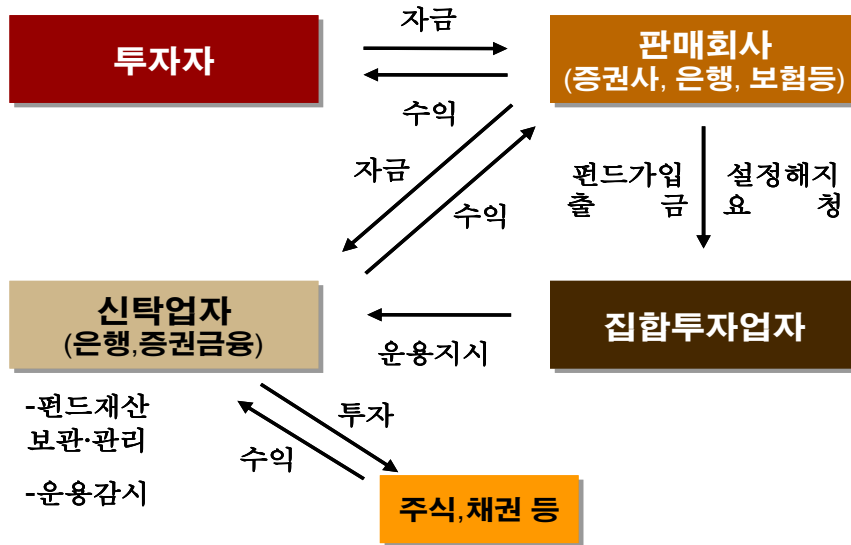 자금
투자자
판매회사
(증권사, 은행, 보험등)
수익
자금
수익
펀드가입
출 금
설정해지
요 청
신탁업자
(은행,증권금융)
집합투자업자
운용지시
-펀드재산
보관·관리
-운용감시
투자
수익
주식,채권 등